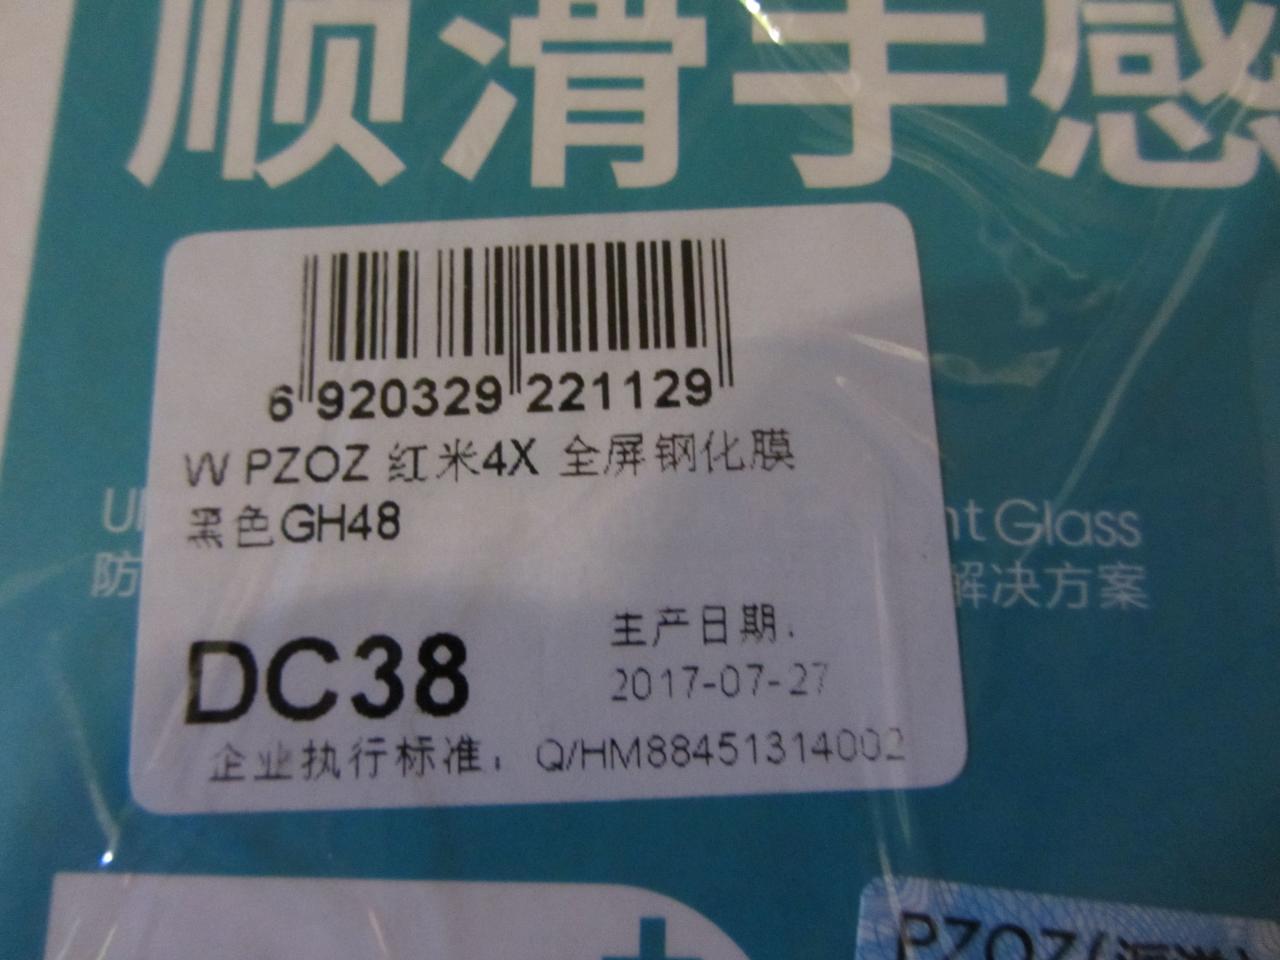 顺滑手感
6 920329 221129
W PZOZ 红米4X 全屏钢化膜
黑色GH48
Glass
解决方案
DC38
生产日期:
2017-07-27
企业执行标准: Q/HM88451314002
PZOZ(